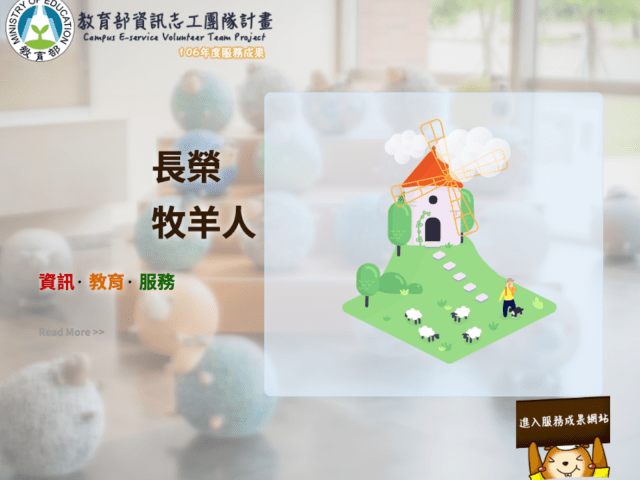 MINISTRY OF EDUCATION
教育部
教育部資訊志工團隊計畫
Campus E-service Volunteer Team Project
106年度服務成果
長榮
牧羊人
資訊· 教育· 服務
Read More >>
進入服務成果網站